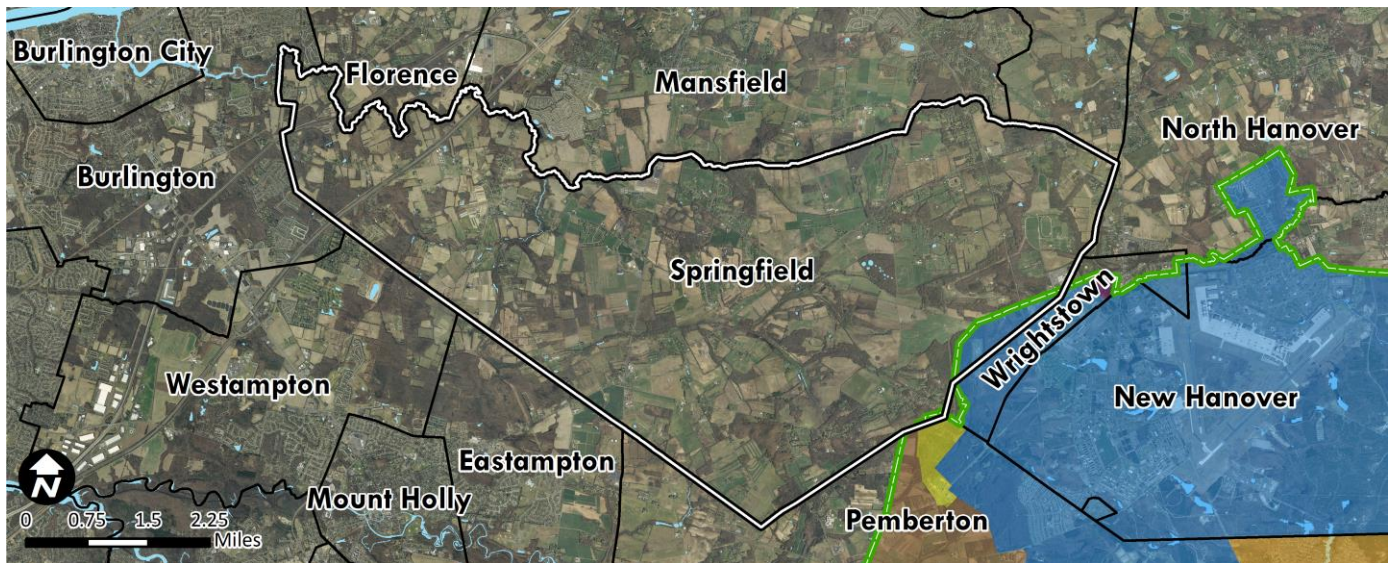 Burlington City
Florence
Mansfield
North Hanover
Burlington
Springfield
Wrightstown
Westampton
New Hanover
Eastampton
Mount Holly
Pemberton
N
0 0.75 1.5 2.25
Miles